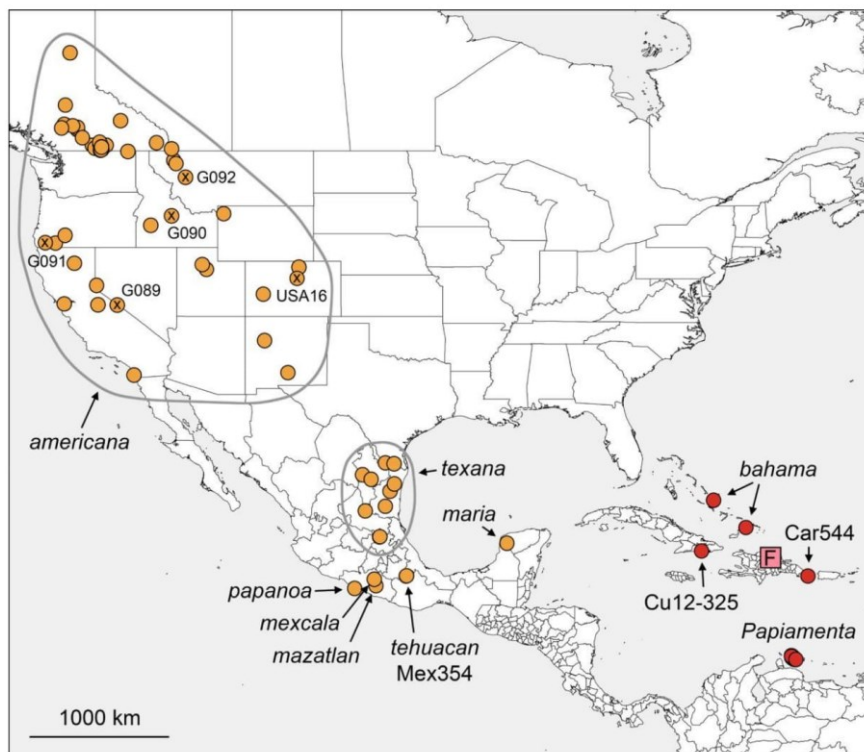 X
G092
X
G090
X
G091
G089
X
X
USA16
americana
texana
maria
bahama
Car544
F
Cu12-325
papanoa
mexcala
mazatlan
tehuacan
Mex354
Papiamenta
1000 km